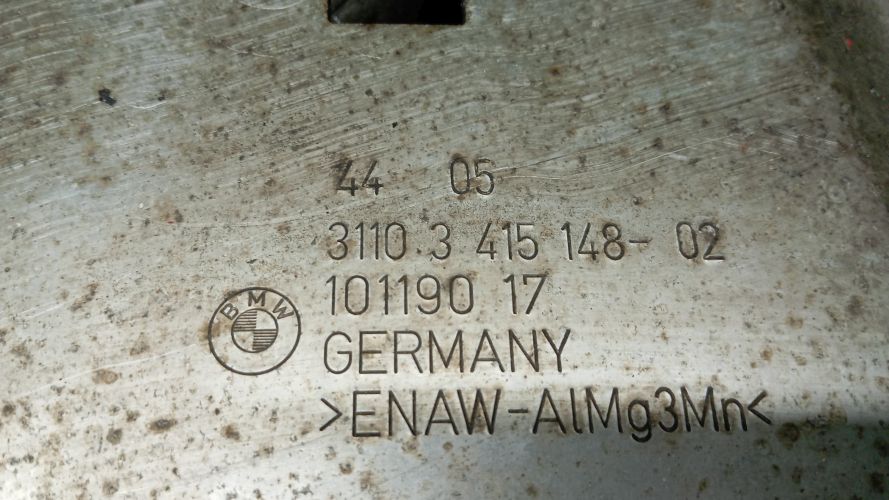 44 05
3110 3 415 148- 02
101190 17
BMW
GERMANY
>ENAW-AlMg3Mn<